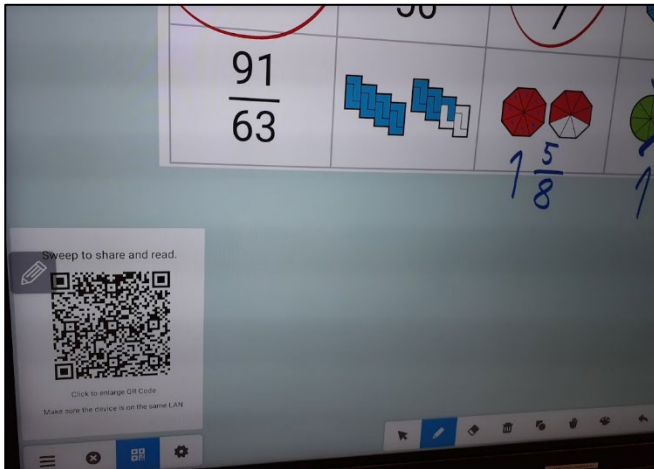 91
63
1 5/8
1
Sweep to share and read.
Click to enlarge QR Code
Make sure the device is on the same LAN